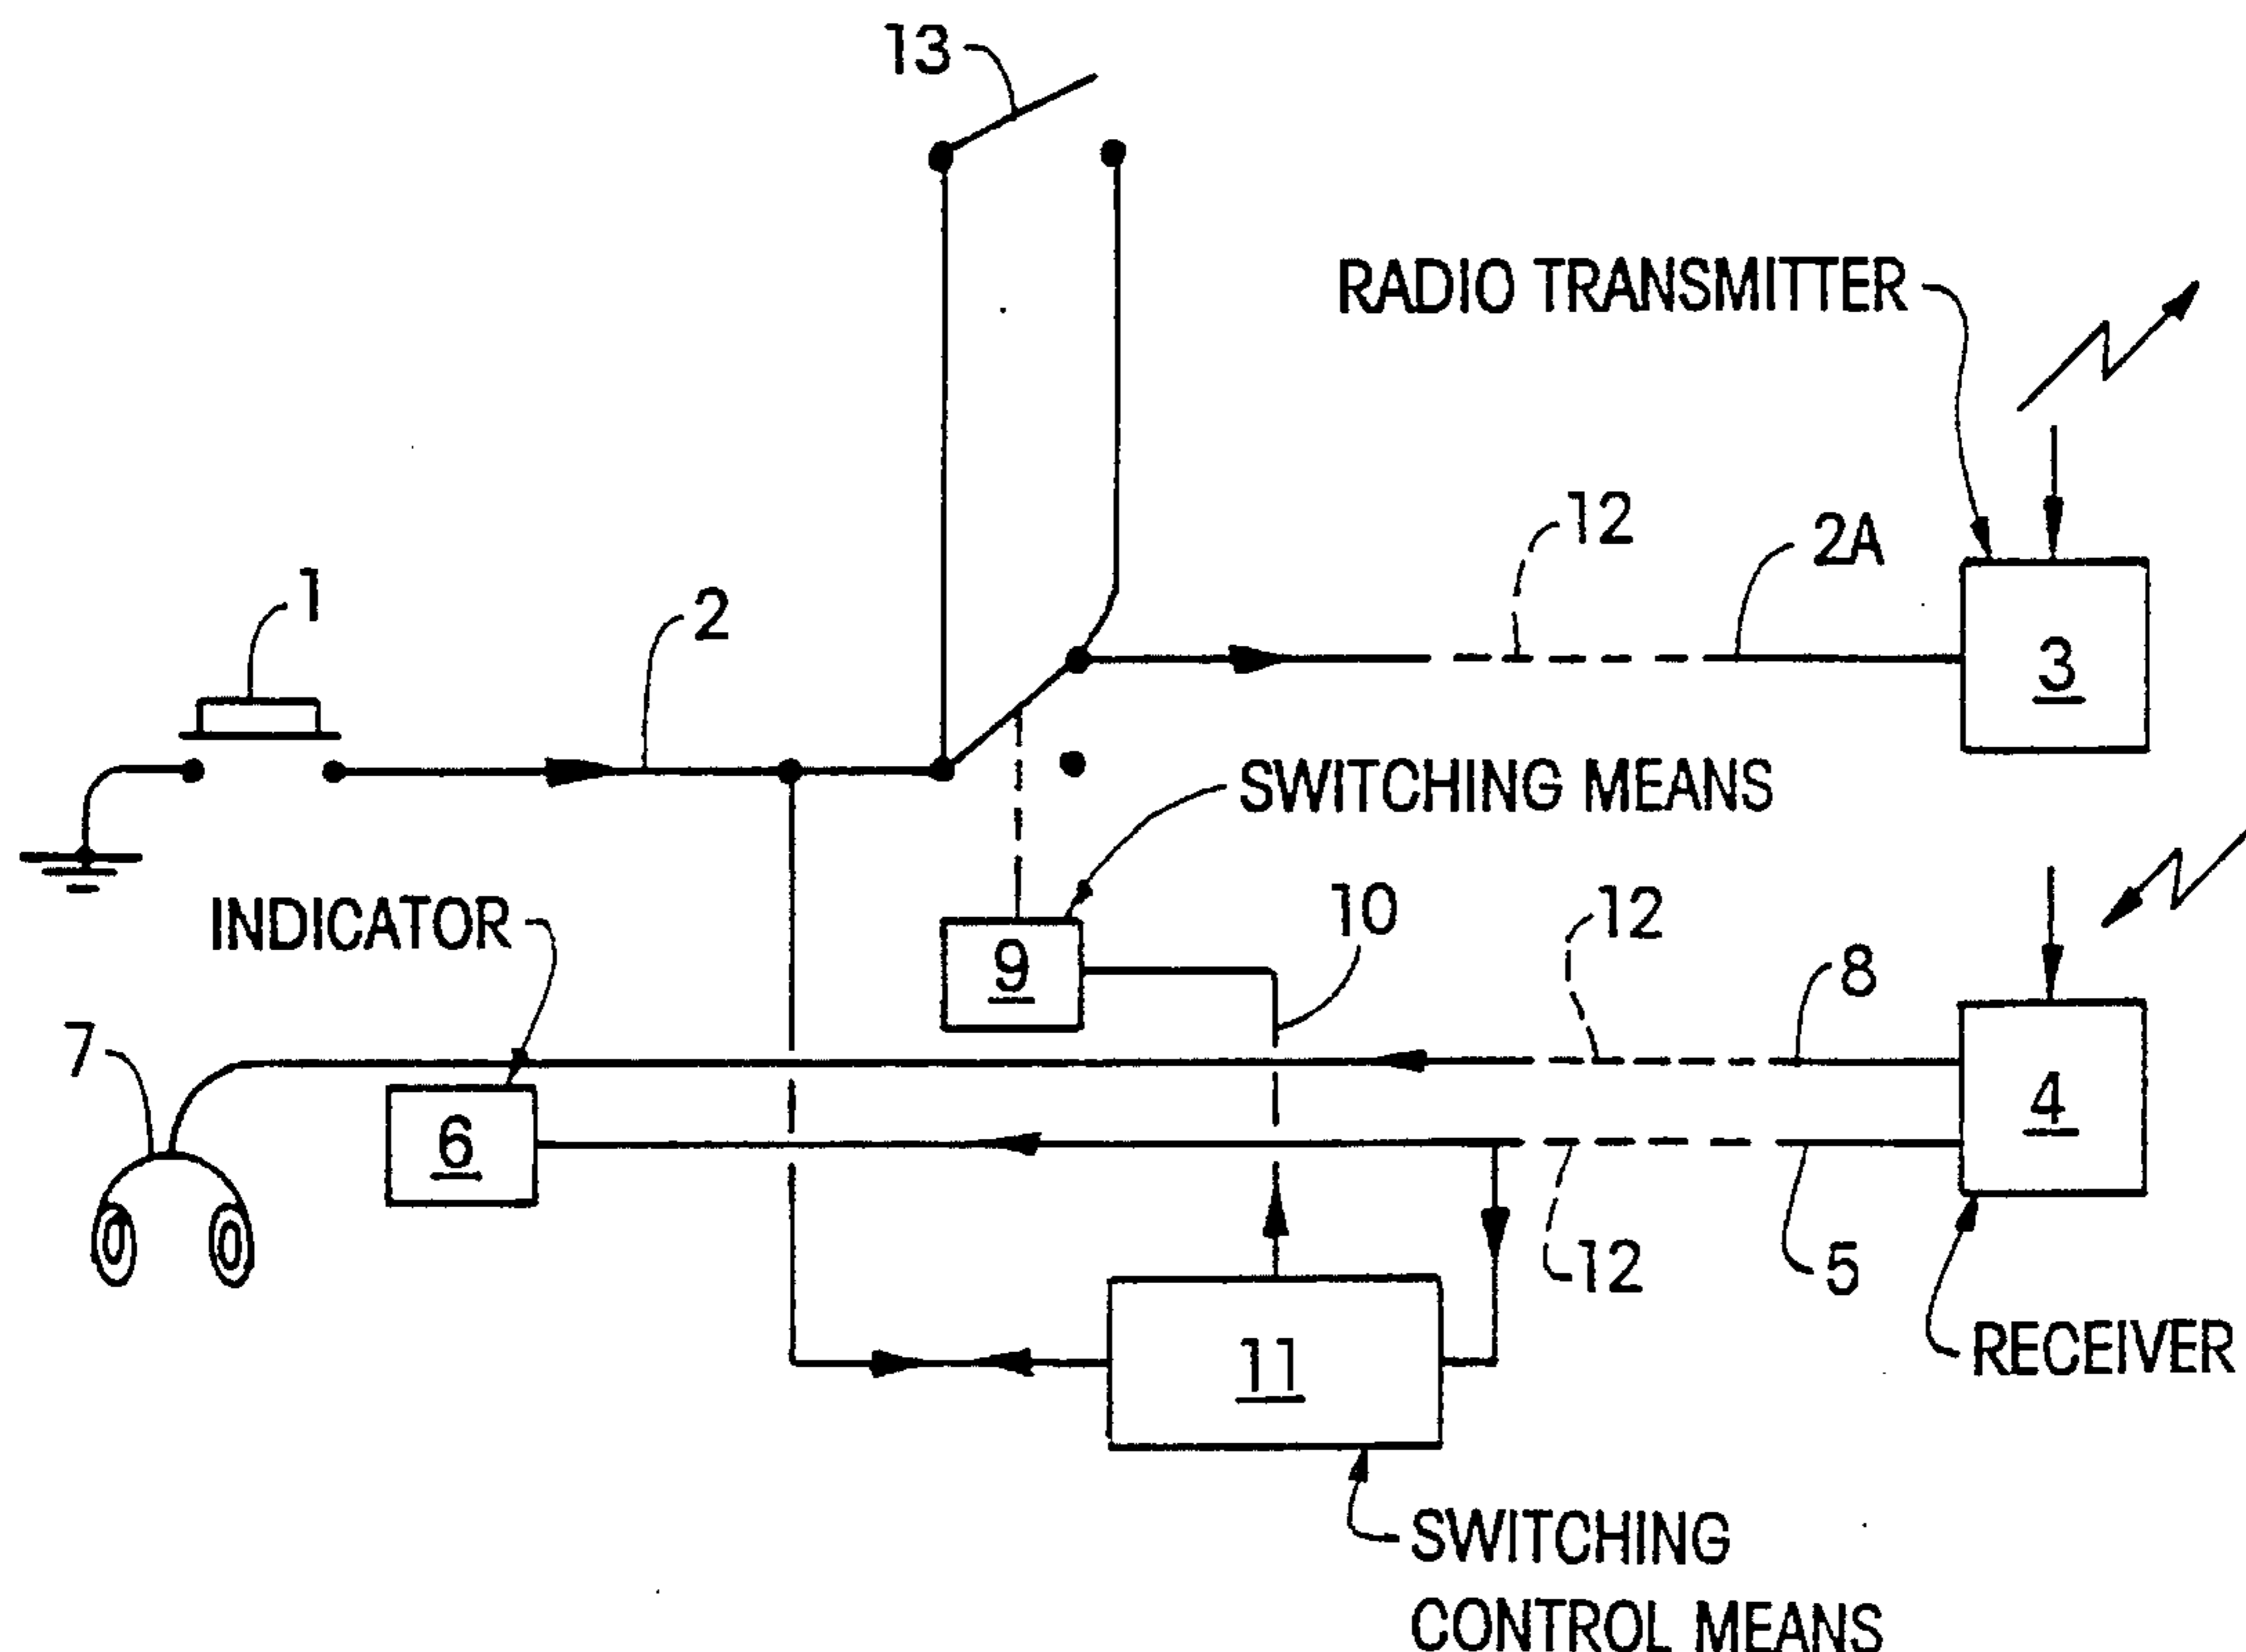 13
RADIO TRANSMITTER
12
2A
1
2
3
SWITCHING MEANS
INDICATOR
9
10
12
8
7
6
4
12
5
11
RECEIVER
SWITCHING
CONTROL MEANS